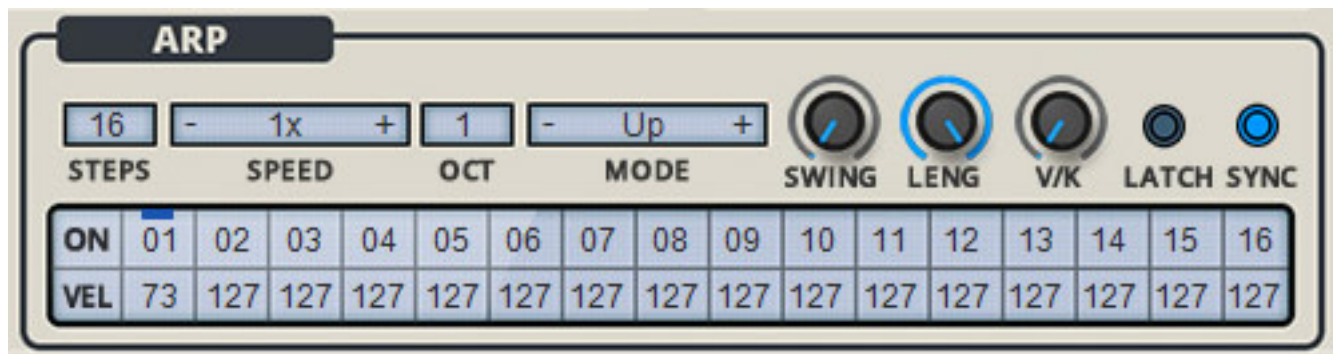 ARP
16 - 1x + 1 - Up +
STEPS SPEED OCT MODE SWING LENG V/K LATCH SYNC
ON 01 02 03 04 05 06 07 08 09 10 11 12 13 14 15 16
VEL 73 127 127 127 127 127 127 127 127 127 127 127 127 127 127 127